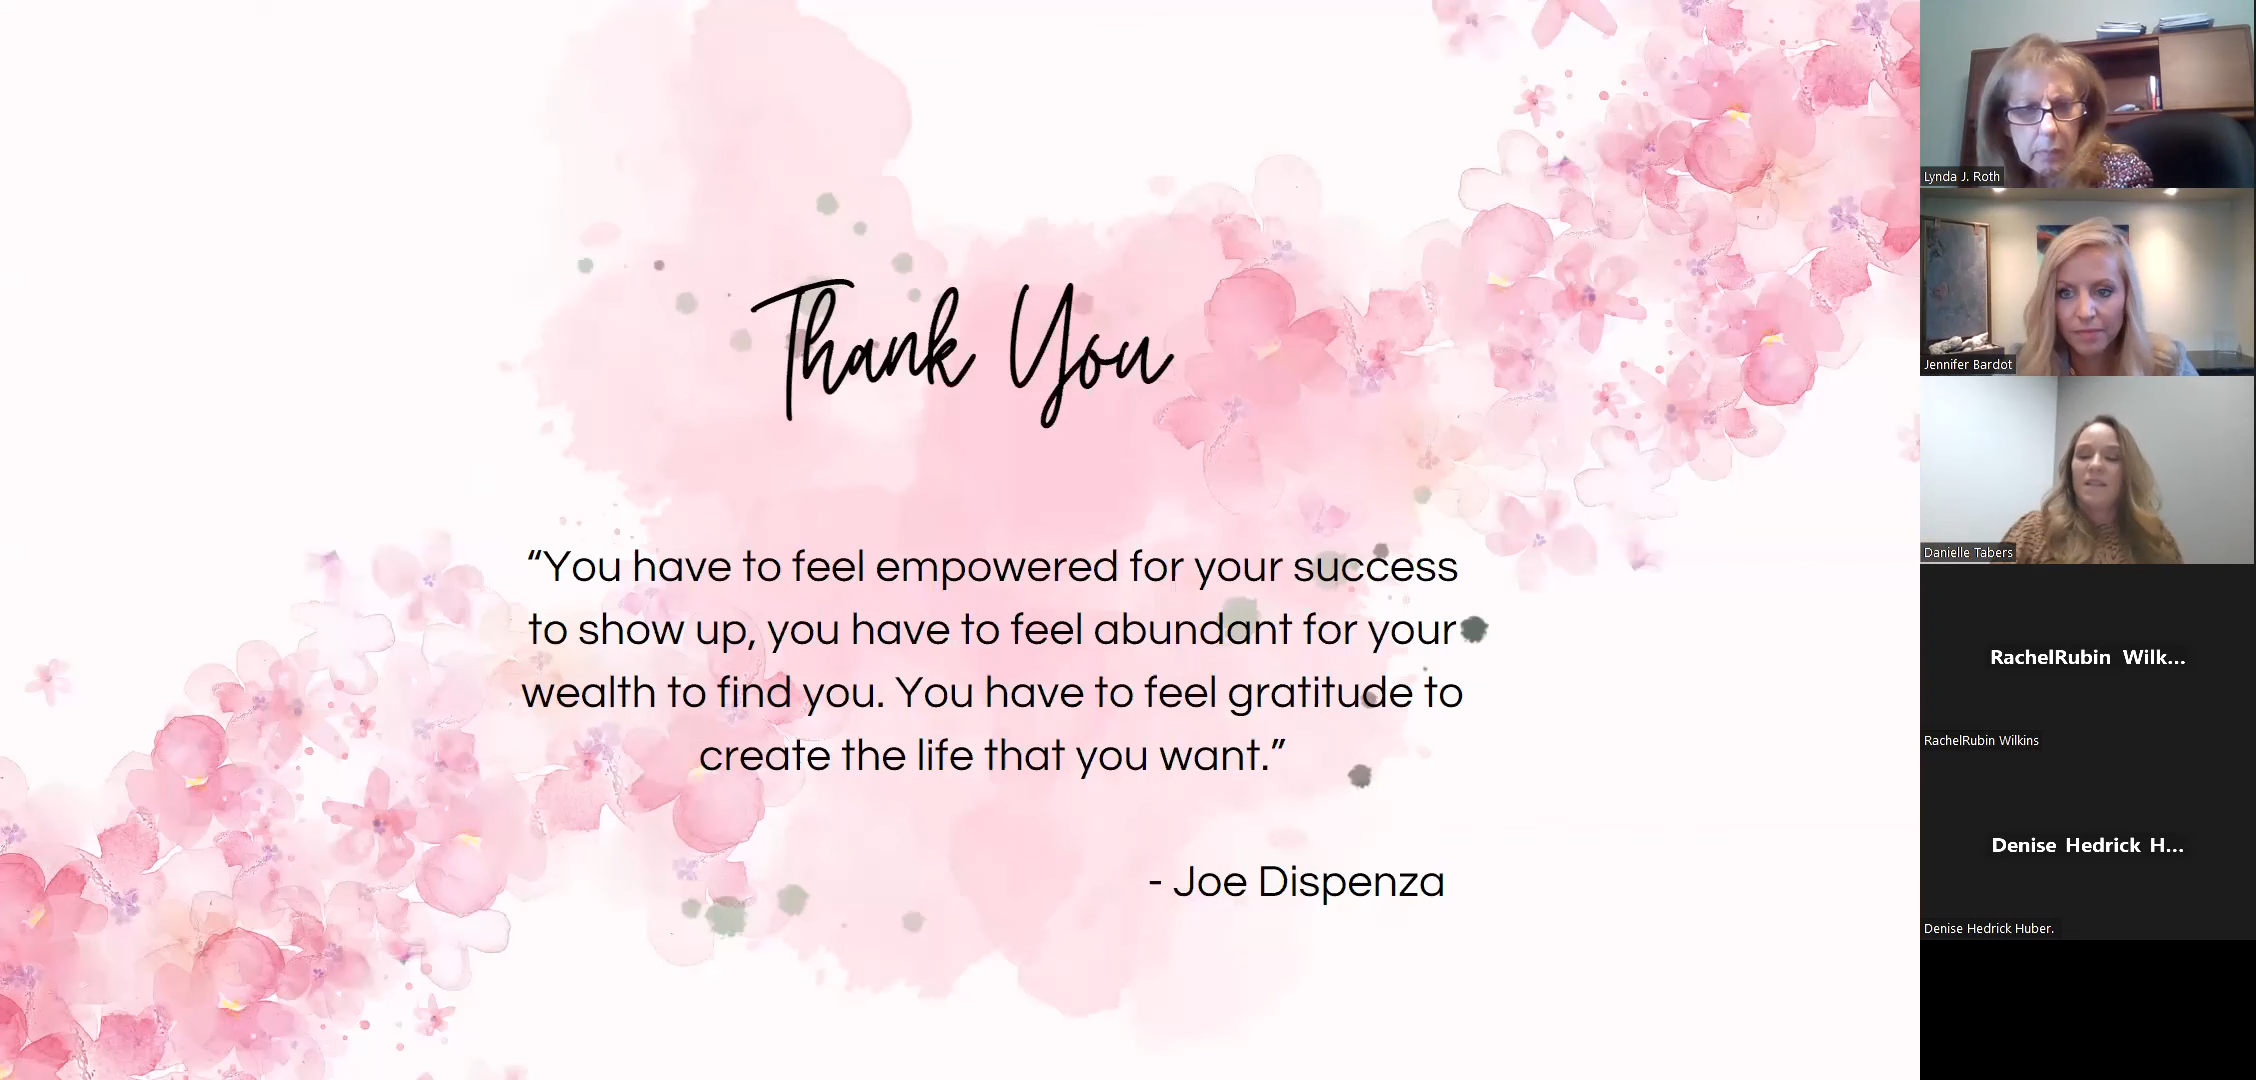 Thank You
“You have to feel empowered for your success
to show up, you have to feel abundant for your
wealth to find you. You have to feel gratitude to
create the life that you want.”
- Joe Dispenza
Lynda J. Roth
Jennifer Bardot
Danielle Tabers
RachelRubin Wilk...
RachelRubin Wilkins
Denise Hedrick H...
Denise Hedrick Huber.